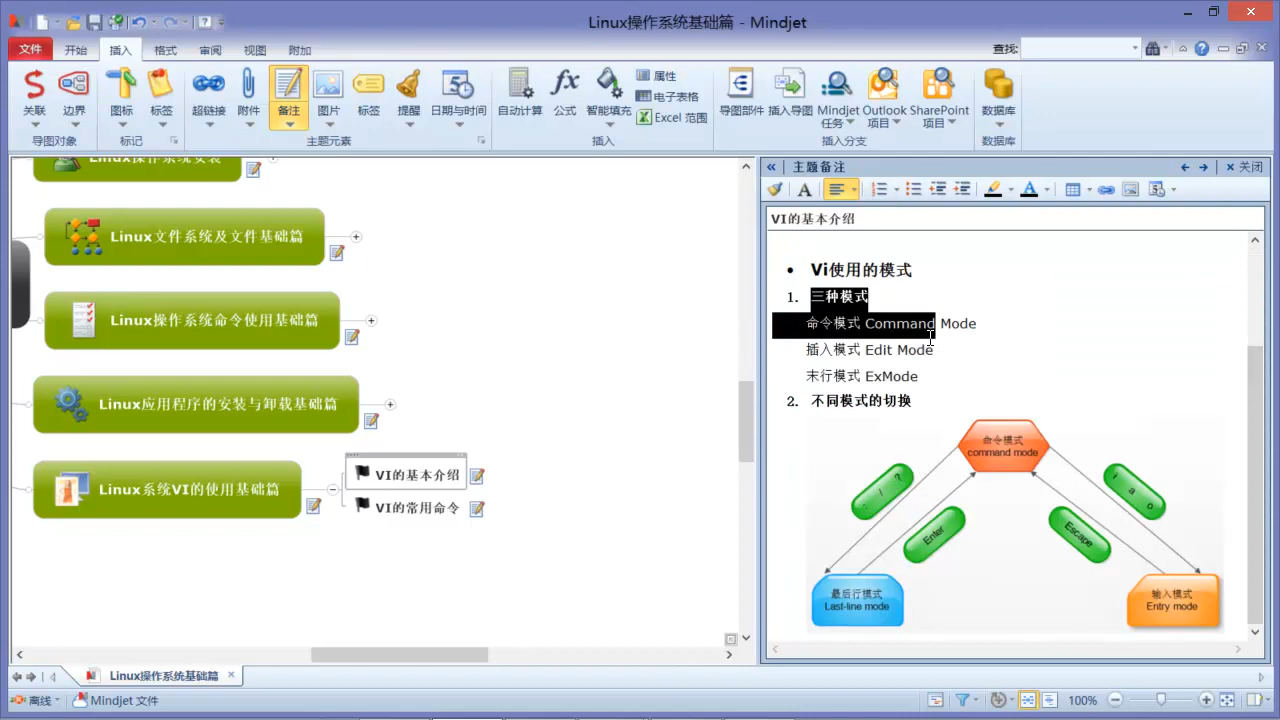 Linux操作系统基础篇 - Mindjet
文件 开始 插入 格式 审阅 视图 附加 查找:
关联 边界 图标 标签 超链接 附件 备注 图片 标签 提醒 日期与时间 自动计算 公式 智能填充 属性 电子表格 Excel 范围 导图部件 插入导图 Mindjet 任务 Outlook 项目 SharePoint 项目 数据库
导图对象 标记 主题元素 插入 插入分支 数据库
Linux操作系统安装
Linux文件系统及文件基础篇
Linux操作系统命令使用基础篇
Linux应用程序的安装与卸载基础篇
Linux系统VI的使用基础篇
VI的基本介绍
VI的常用命令
主题备注 关闭
VI的基本介绍
• Vi使用的模式
1. 三种模式
命令模式 Command Mode
插入模式 Edit Mode
末行模式 ExMode
2. 不同模式的切换
命令模式
command mode
: / ?
i a o
Enter
Escape
最后行模式
Last-line mode
输入模式
Entry mode
Linux操作系统基础篇
离线 Mindjet 文件 100%